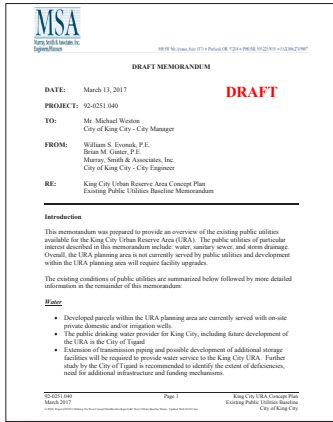 MSA
Murray, Smith & Associates, Inc.
Engineers/Planners
DRAFT MEMORANDUM
DATE: March 13, 2017
DRAFT
PROJECT: 92-0251.040
TO: Mr. Michael Weston
City of King City - City Manager
FROM: William S. Evonuk, P.E.
Brian M. Ginter, P.E.
Murray, Smith & Associates, Inc.
City of King City - City Engineer
RE: King City Urban Reserve Area Concept Plan
Existing Public Utilities Baseline Memorandum
Introduction
This memorandum was prepared to provide an overview of the existing public utilities
available for the King City Urban Reserve Area (URA). The public utilities of particular
interest described in this memorandum include: water, sanitary sewer, and storm drainage.
Overall, the URA planning area is not currently served by public utilities and development
within the URA planning area will require facility upgrades.
The existing conditions of public utilities are summarized below followed by more detailed
information in the remainder of this memorandum:
Water
• Developed parcels within the URA planning area are currently served with on-site
private domestic and/or irrigation wells.
• The public drinking water provider for King City, including future development of
the URA is the City of Tigard
• Extension of transmission piping and possible development of additional storage
facilities will be required to provide water service to the King City URA. Further
study by the City of Tigard is recommended to identify the extent of deficiencies,
need for additional infrastructure and funding mechanisms.
92-0251.040 Page 1 King City URA Concept Plan
March 2017 Existing Public Utilities Baseline
City of King City